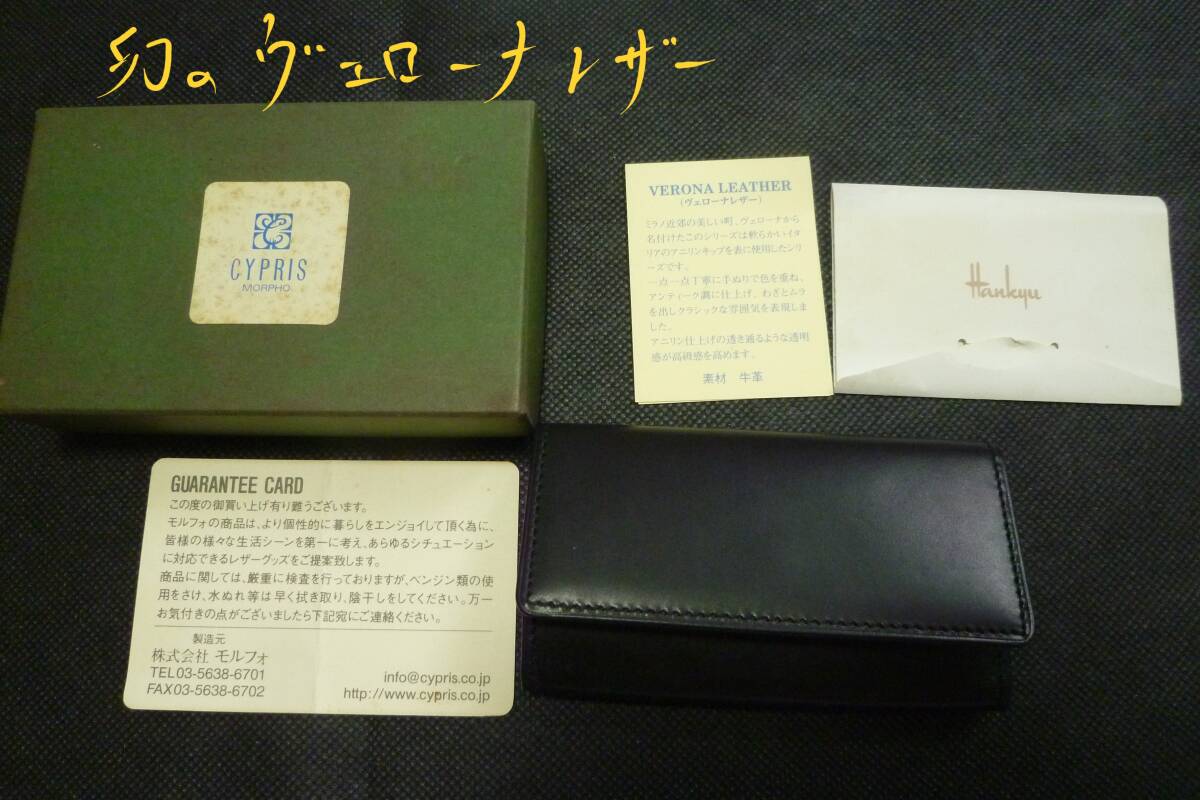 幻のヴェローナレザー
CYPRIS
MORPHO
VERONA LEATHER
(ヴェローナレザー)
ミラノ近郊の美しい町、ヴェローナから
名付けたこのシリーズは軟らかいイタ
リアのアニリンキップを表に使用したシリ
ーズです。
一点一点丁寧に手ぬりで色を重ね、
アンティーク調に仕上げ、わざとムラ
を出しクラシックな雰囲気を表現しま
した。
アニリン仕上げの透き通るような透明
感が高級感を高めます。
素材 牛革
Hankyu
GUARANTEE CARD
この度の御買い上げ有り難うございます。
モルフォの商品は、より個性的に暮らしをエンジョイして頂く為に、
皆様の様々な生活シーンを第一に考え、あらゆるシチュエーション
に対応できるレザーグッズをご提案致します。
商品に関しては、厳重に検査を行っておりますが、ベンジン類の使
用をさけ、水ぬれ等は早く拭き取り、陰干しをしてください。万一
お気付きの点がございましたら下記宛にご連絡ください。
製造元
株式会社 モルフォ
TEL03-5638-6701
FAX03-5638-6702
info@cypris.co.jp
http://www.cypris.co.jp